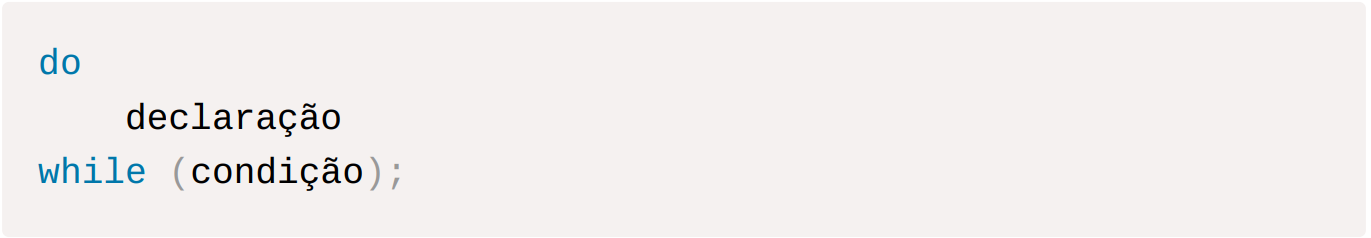 do
    declaração
while (condição);